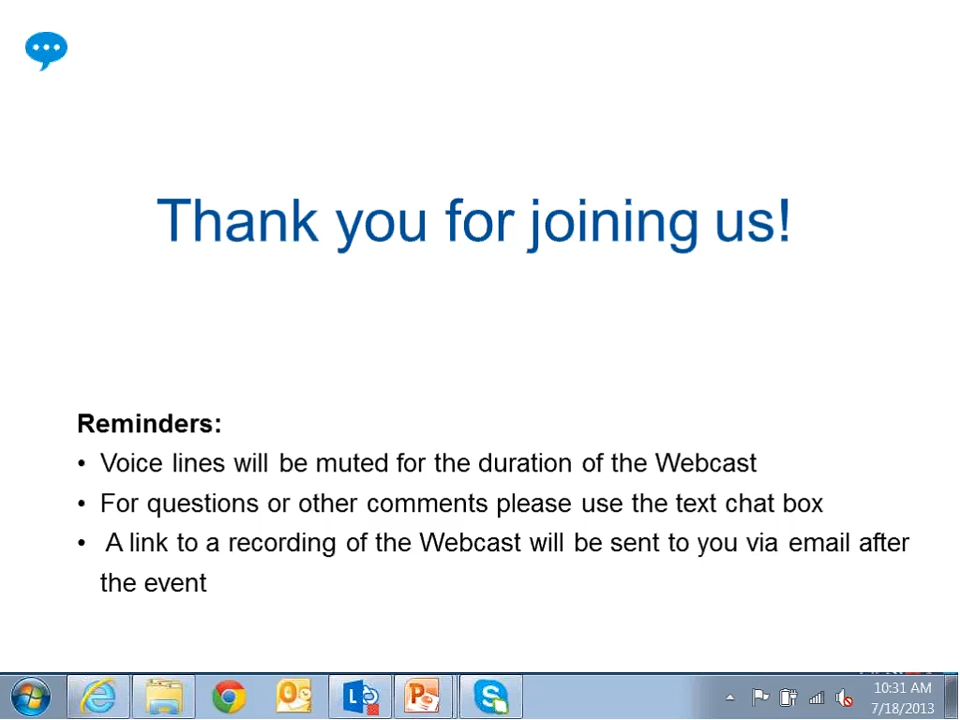 Thank you for joining us!
Reminders:
• Voice lines will be muted for the duration of the Webcast
• For questions or other comments please use the text chat box
• A link to a recording of the Webcast will be sent to you via email after
the event
10:31 AM
7/18/2013